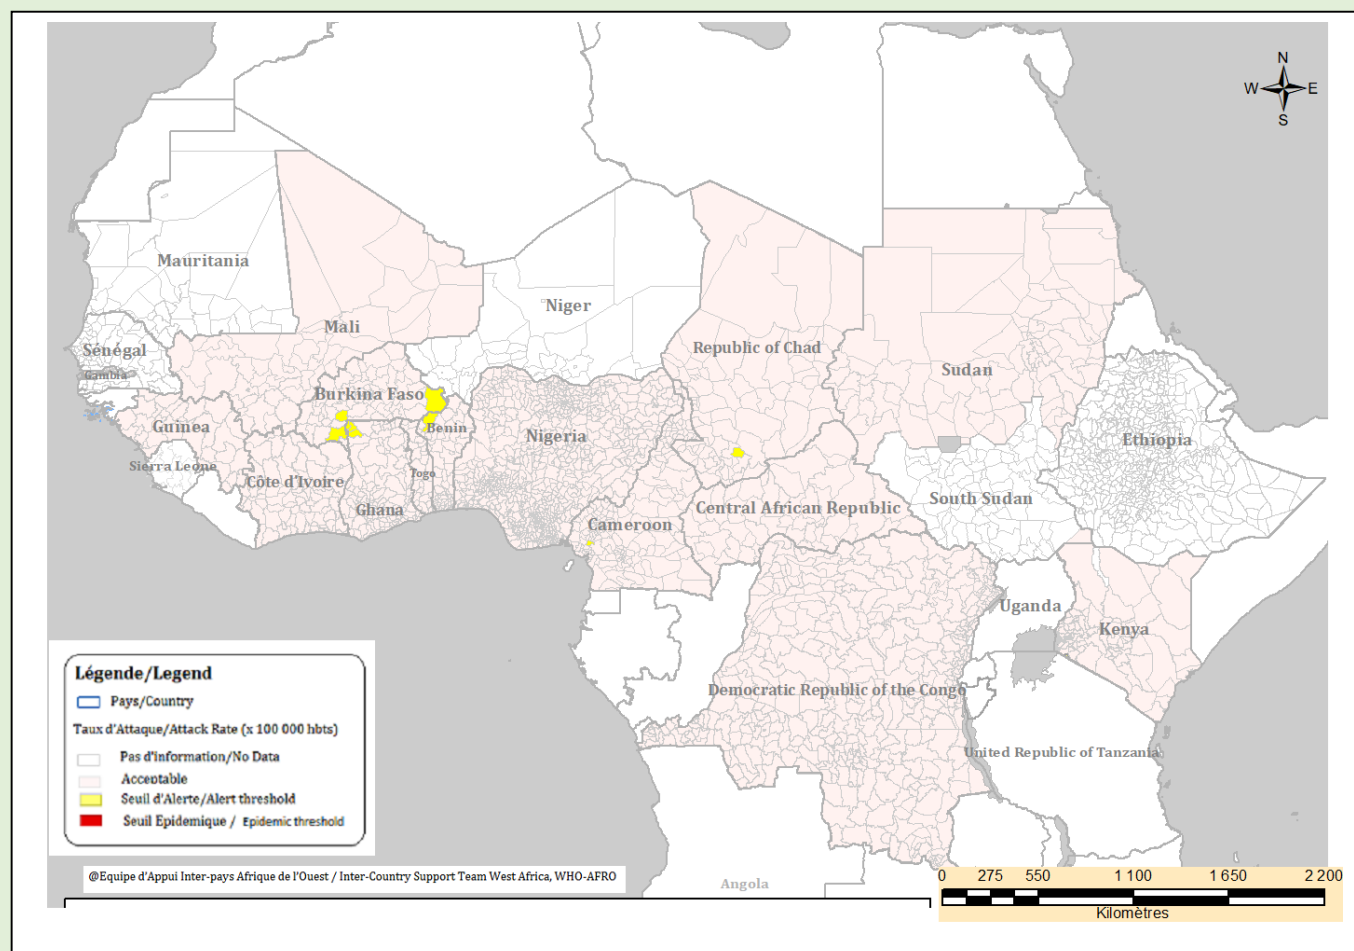 N
W E
S
Mauritania
Niger
Mali
Sénégal
Gambia
Republic of Chad
Sudan
Burkina Faso
Benin
Guinea
Nigeria
Ethiopia
Sierra Leone
Togo
Côte d'Ivoire
Ghana
South Sudan
Central African Republic
Cameroon
Uganda
Kenya
Democratic Republic of the Congo
United Republic of Tanzania
Angola
Légende/Legend
Pays/Country
Taux d'Attaque/Attack Rate (x 100 000 hbts)
Pas d'information/No Data
Acceptable
Seuil d'Alerte/Alert threshold
Seuil Epidemique / Epidemic threshold
@Equipe d'Appui Inter-pays Afrique de l'Ouest / Inter-Country Support Team West Africa, WHO-AFRO
0 275 550 1 100 1 650 2 200
Kilomètres